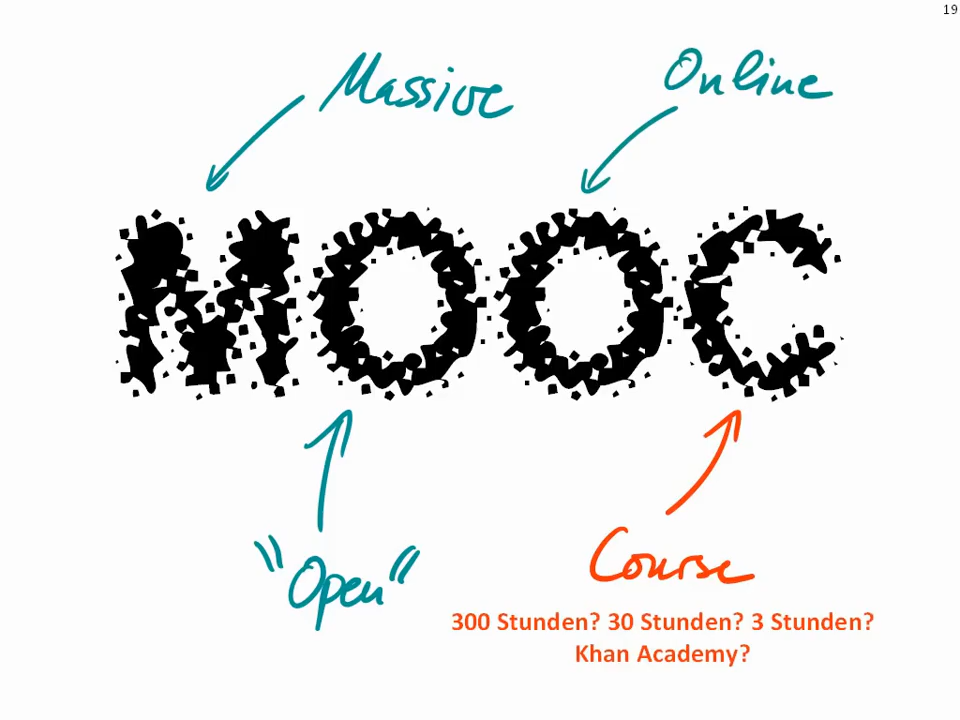 19
Massive
Online
MOOC
"Open"
Course
300 Stunden? 30 Stunden? 3 Stunden?
Khan Academy?